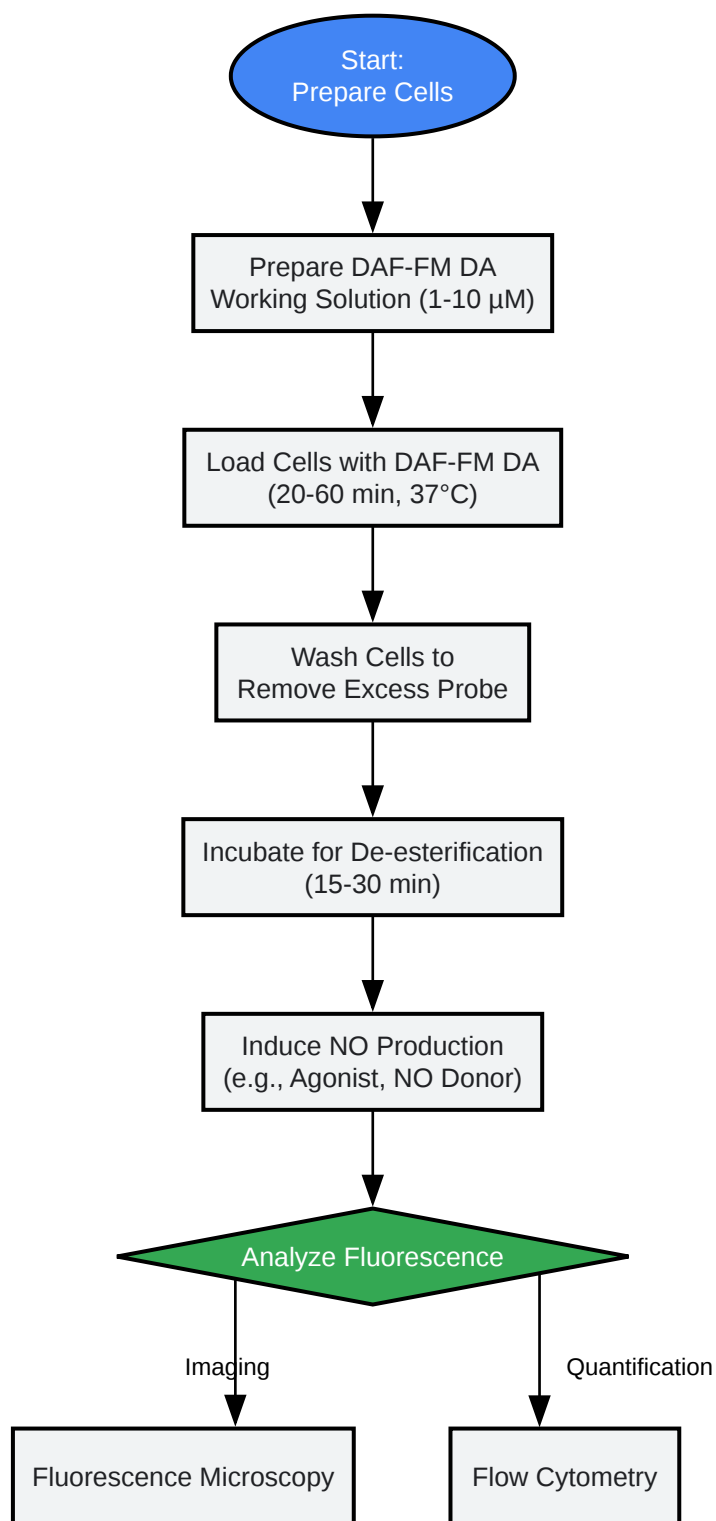 Start:
Prepare Cells
Prepare DAF-FM DA
Working Solution (1-10 µM)
Load Cells with DAF-FM DA
(20-60 min, 37°C)
Wash Cells to
Remove Excess Probe
Incubate for De-esterification
(15-30 min)
Induce NO Production
(e.g., Agonist, NO Donor)
Analyze Fluorescence
Imaging
Quantification
Fluorescence Microscopy
Flow Cytometry